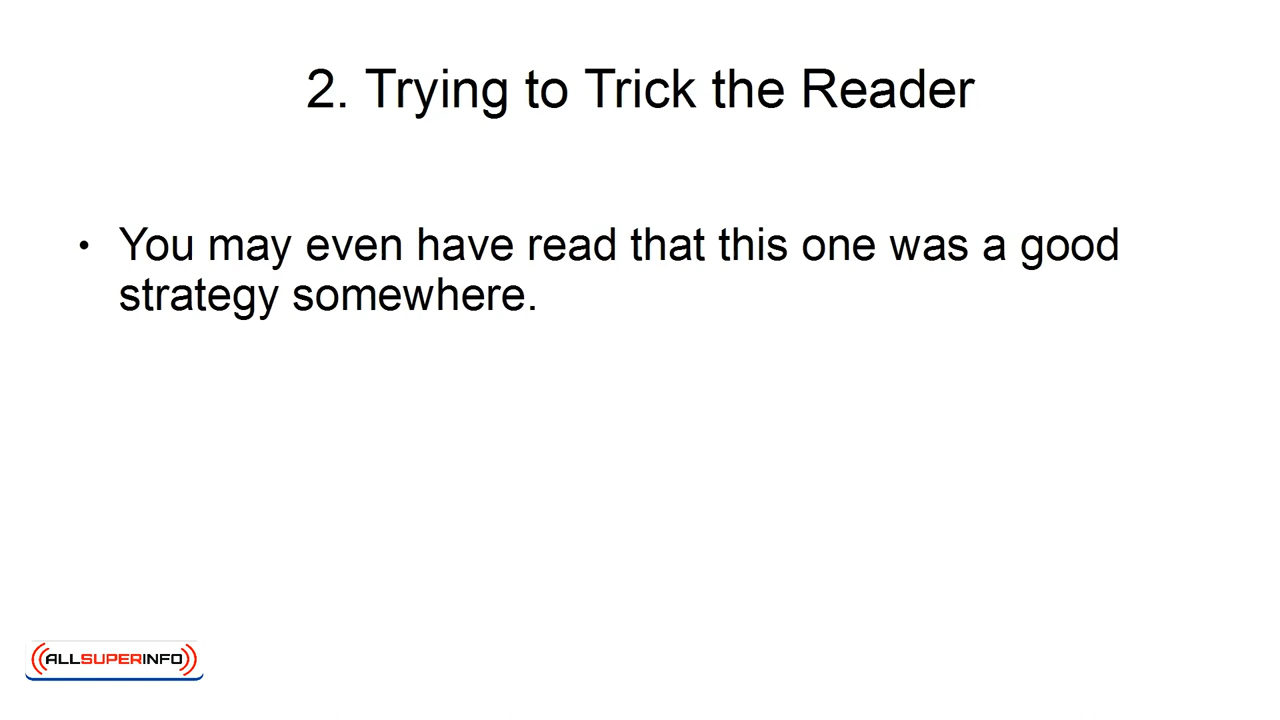 2. Trying to Trick the Reader
• You may even have read that this one was a good
strategy somewhere.
ALLSUPERINFO